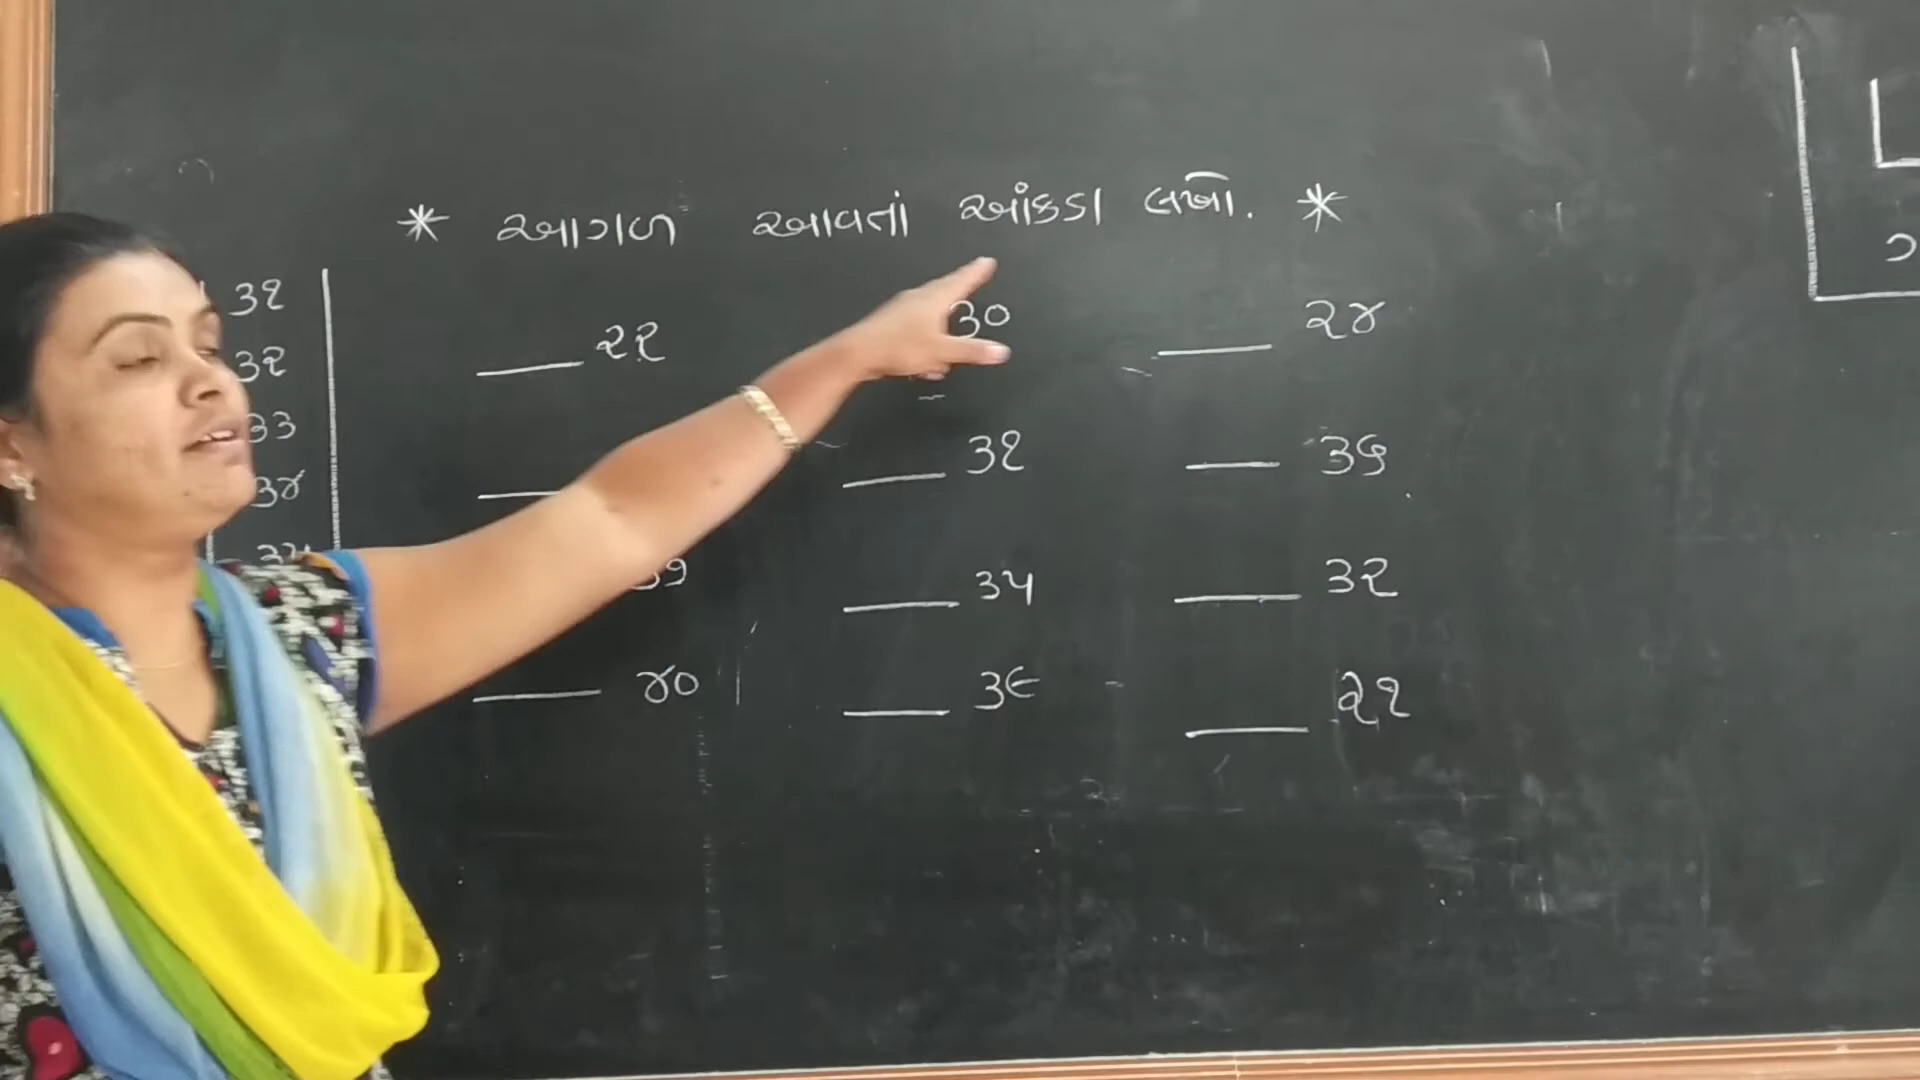 * આગળ આવતાં આંકડા લખો. *
૩૧
૩૨
૩૩
૩૪
___ ૨૨ ૩૦ ___ ૨૪
___ ___ ૩૧ ___ ૩૬
૩૭ ___ ૩૫ ___ ૩૨
___ ૪૦ ___ ૩૯ ___ ૨૧